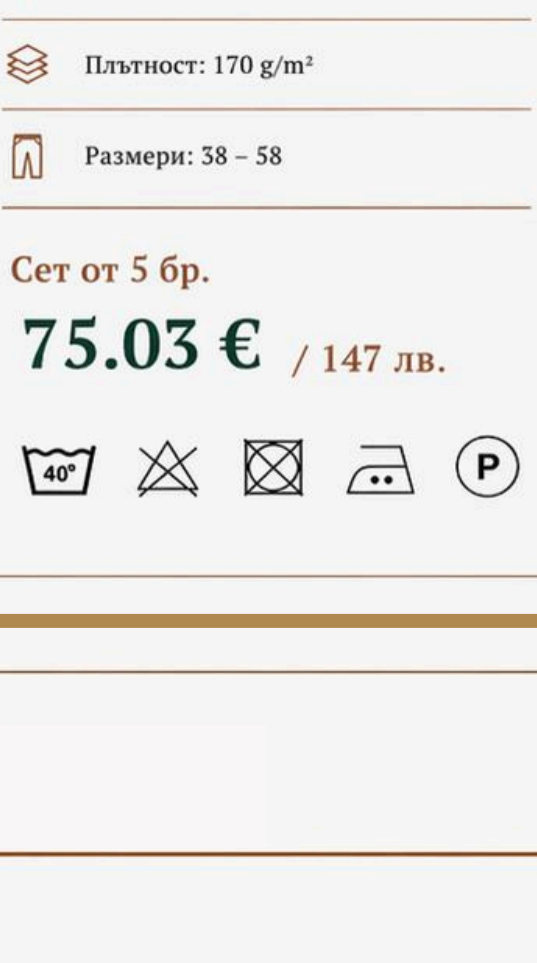 Плътност: 170 g/m²
Размери: 38 – 58
Сет от 5 бр.
75.03 € / 147 лв.
40°
P